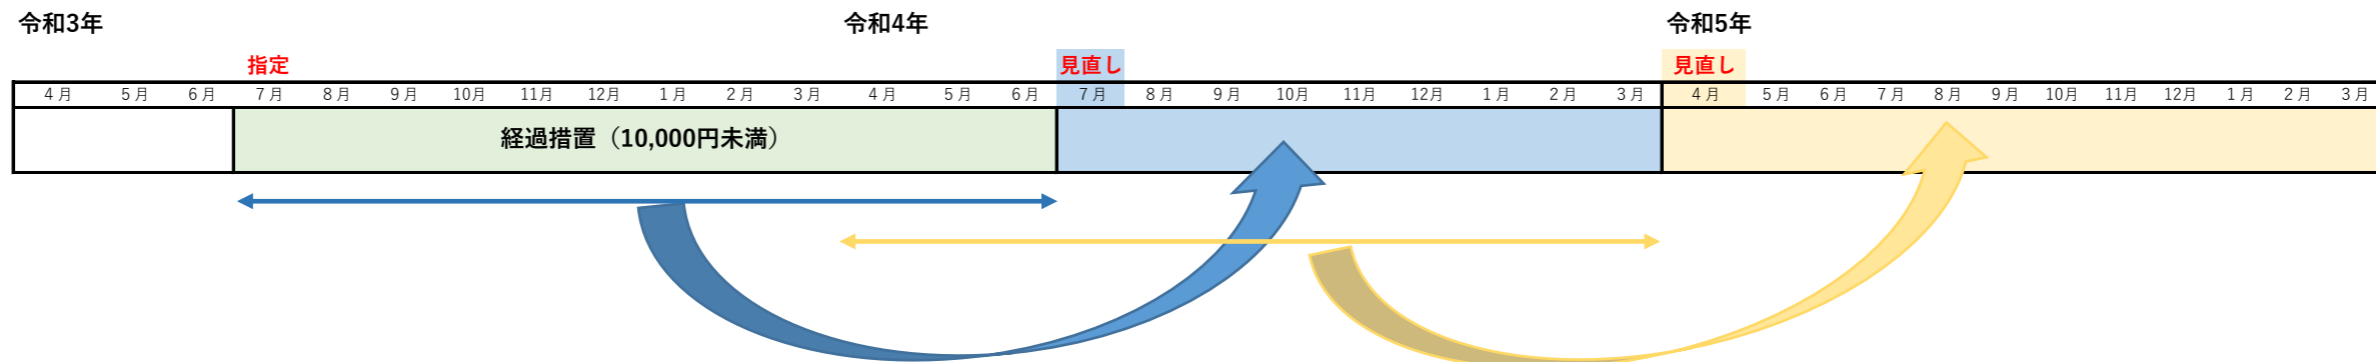 令和3年 令和4年 令和5年
指定 見直し 見直し
4月 5月 6月 7月 8月 9月 10月 11月 12月 1月 2月 3月 4月 5月 6月 7月 8月 9月 10月 11月 12月 1月 2月 3月 4月 5月 6月 7月 8月 9月 10月 11月 12月 1月 2月 3月
経過措置（10,000円未満）